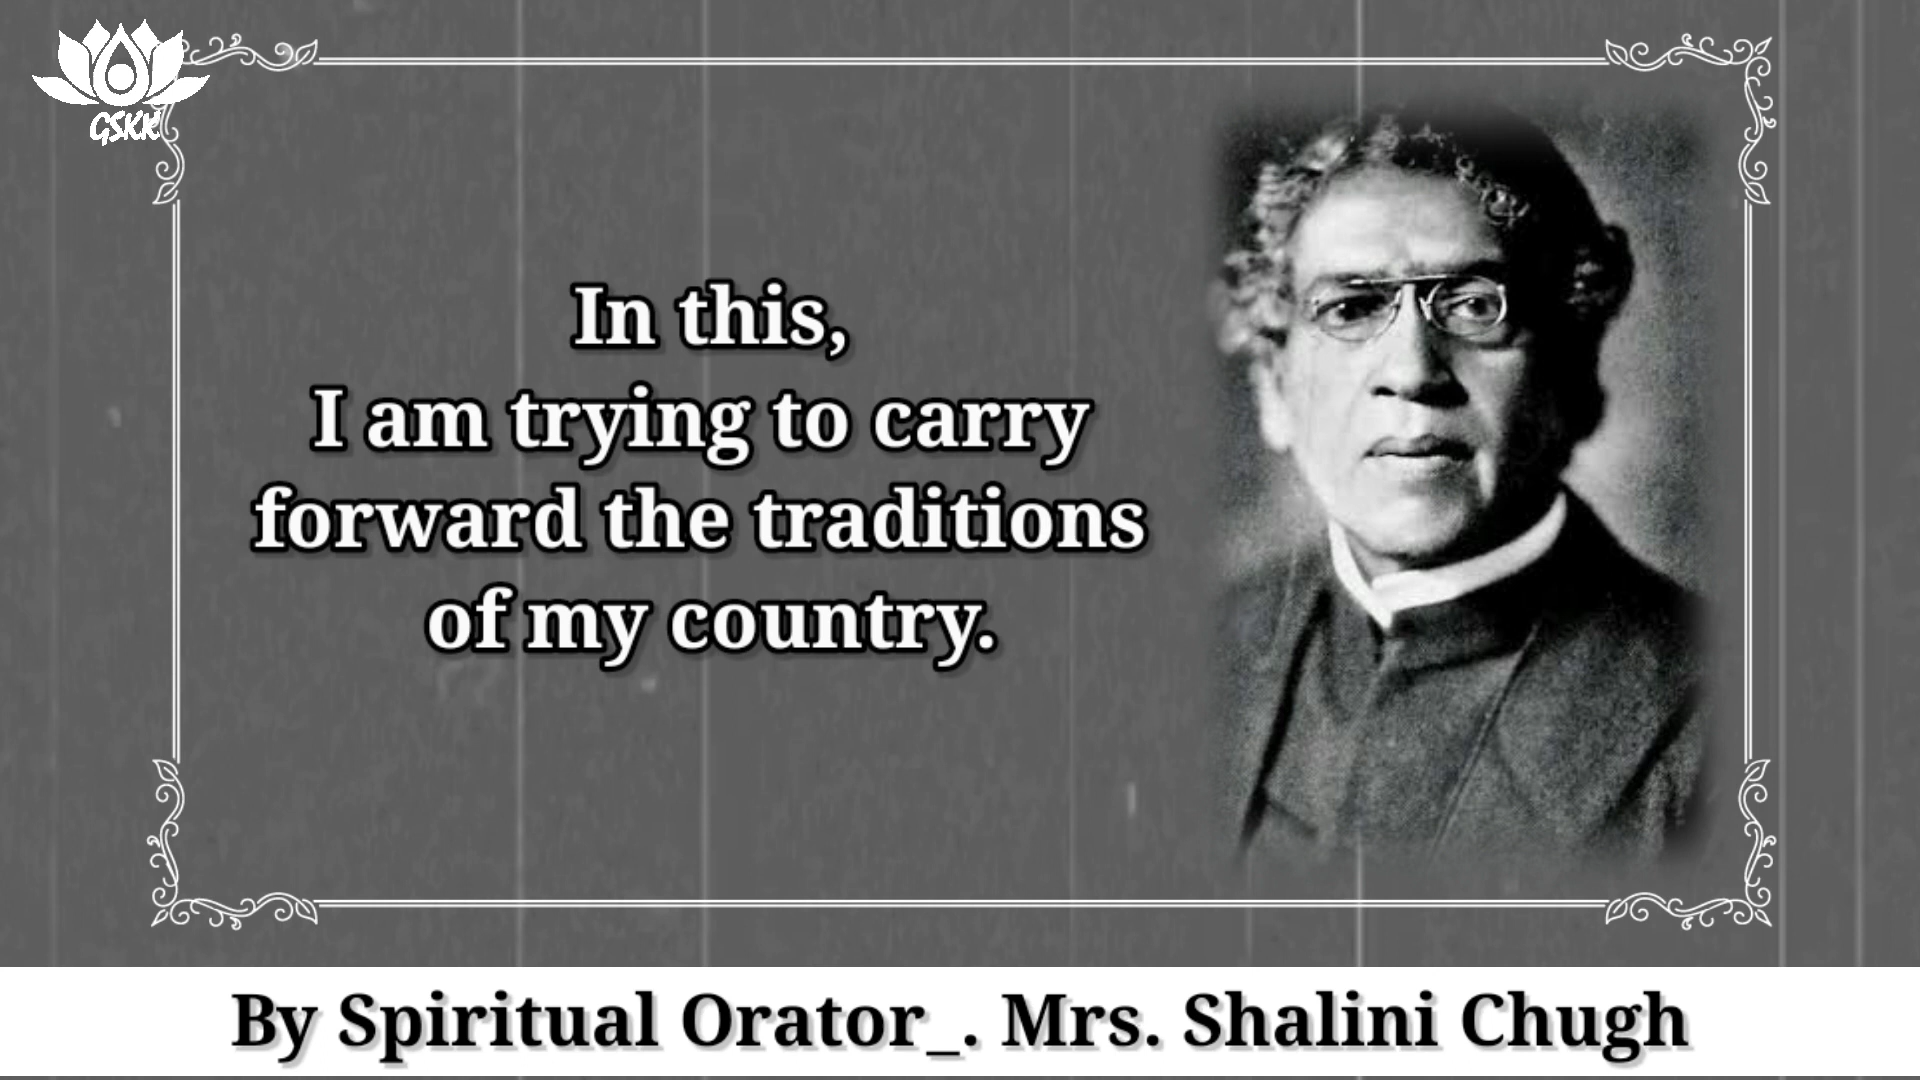 GSKK
In this,
I am trying to carry
forward the traditions
of my country.
By Spiritual Orator_. Mrs. Shalini Chugh